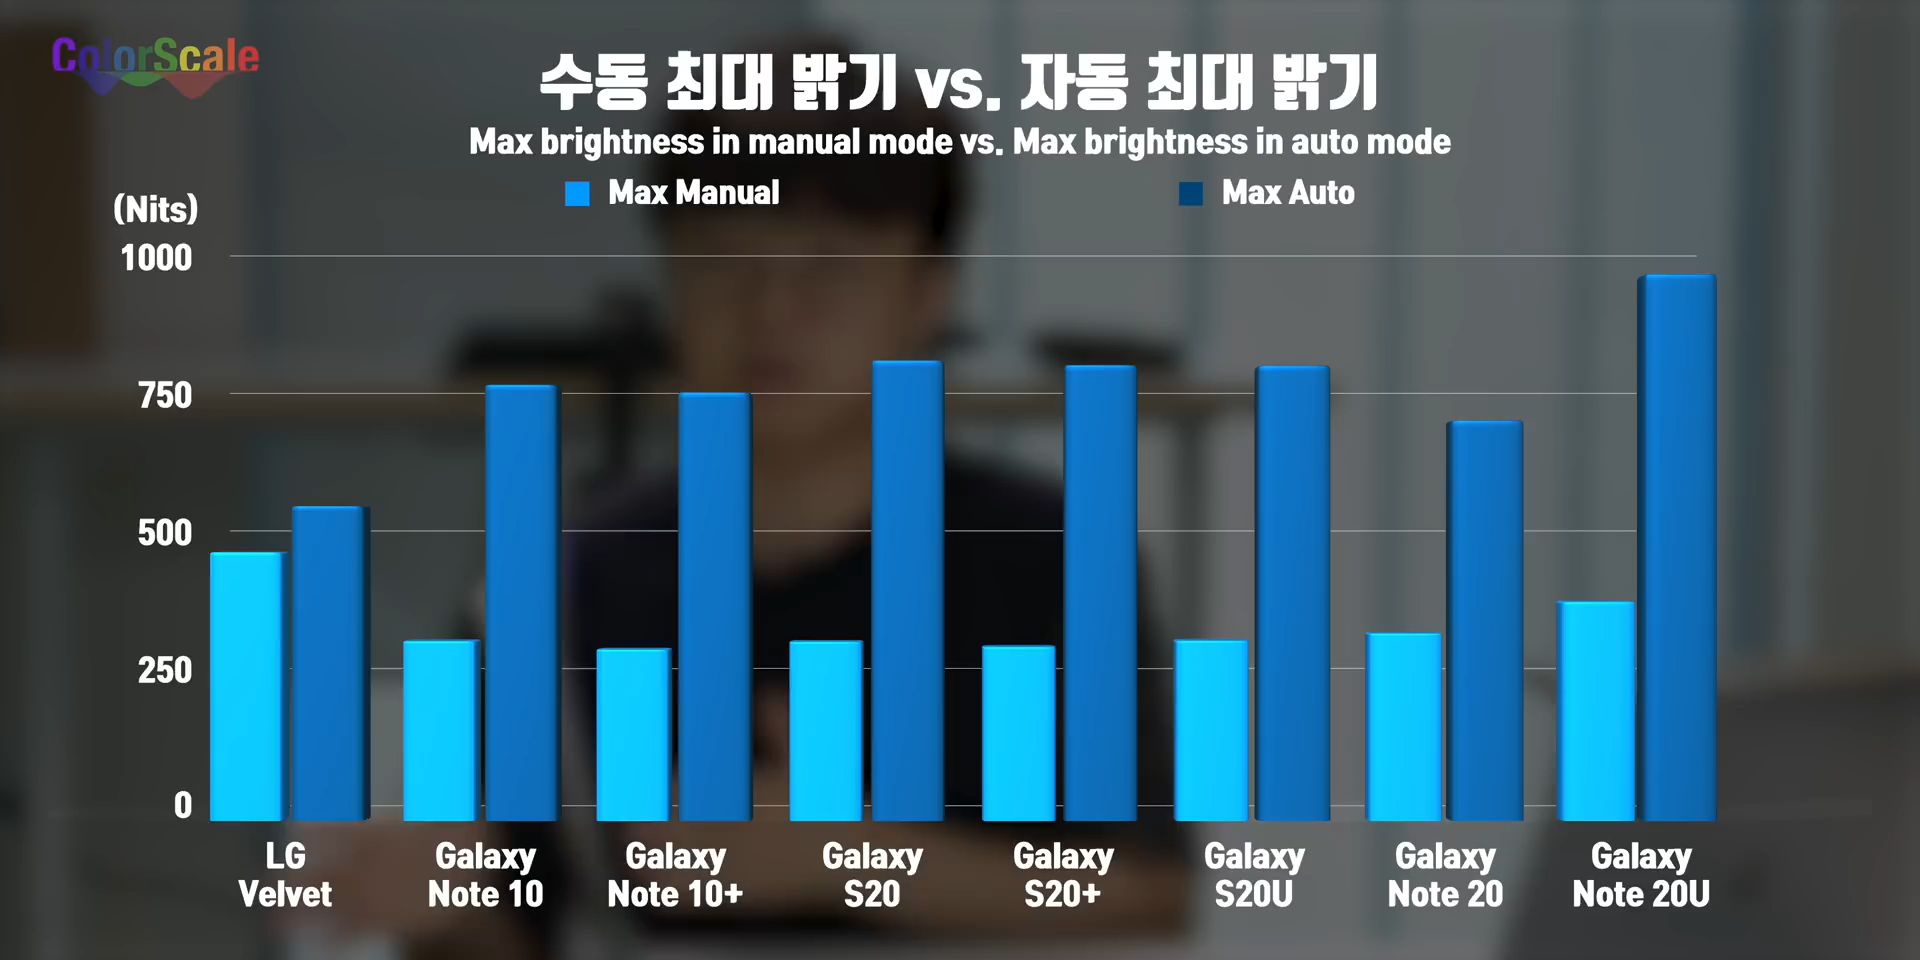 ColorScale
수동 최대 밝기 vs. 자동 최대 밝기
Max brightness in manual mode vs. Max brightness in auto mode
Max Manual
Max Auto
(Nits)
1000
750
500
250
0
LG
Velvet
Galaxy
Note 10
Galaxy
Note 10+
Galaxy
S20
Galaxy
S20+
Galaxy
S20U
Galaxy
Note 20
Galaxy
Note 20U